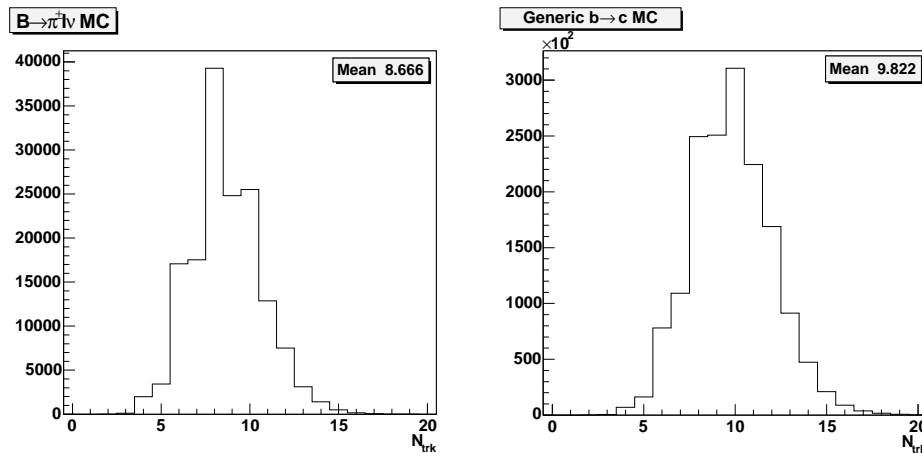 B→π±lν MC
Mean 8.666
40000
35000
30000
25000
20000
15000
10000
5000
0
0 5 10 15 20
N_trk
Generic b→c MC
×10²
Mean 9.822
3000
2500
2000
1500
1000
500
0
0 5 10 15 20
N_trk